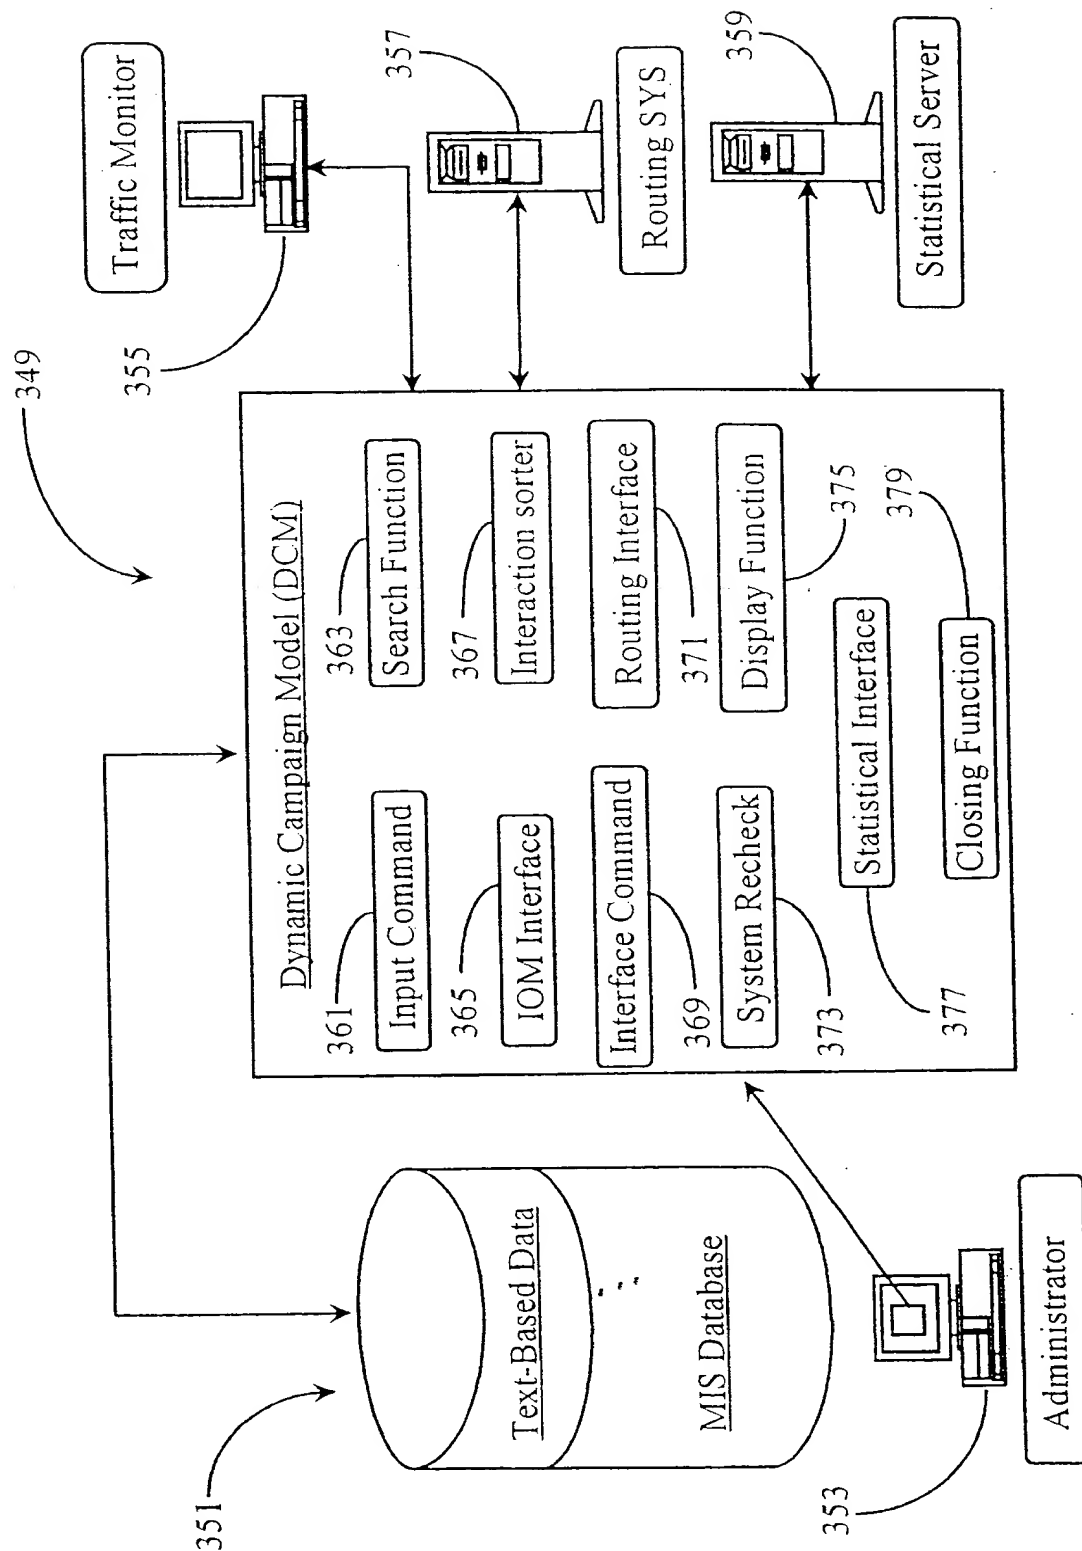 349
351
Text-Based Data
MIS Database
353
Administrator
Dynamic Campaign Model (DCM)
361
Input Command
363
Search Function
365
IOM Interface
367
Interaction sorter
Interface Command
369
Routing Interface
371
System Recheck
373
Display Function
375
Statistical Interface
377
Closing Function
379
Traffic Monitor
355
357
Routing SYS
359
Statistical Server